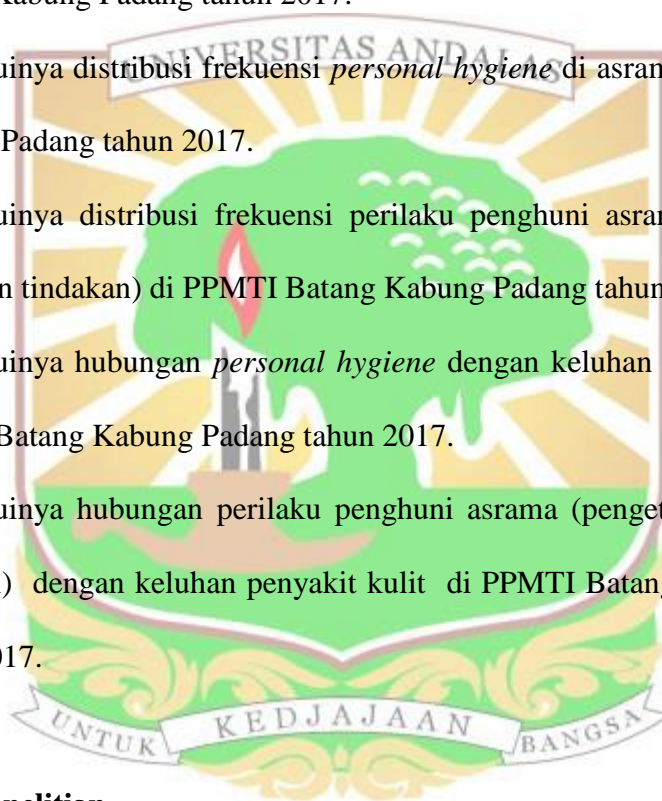 Kabung Padang tahun 2017.
UNIVERSITAS ANDALAS
uinya distribusi frekuensi personal hygiene di asram
Padang tahun 2017.
uinya distribusi frekuensi perilaku penghuni asram
n tindakan) di PPMTI Batang Kabung Padang tahun
uinya hubungan personal hygiene dengan keluhan
Batang Kabung Padang tahun 2017.
uinya hubungan perilaku penghuni asrama (penget
) dengan keluhan penyakit kulit di PPMTI Batang
017.
UNTUK KEDJAJAAN BANGSA
nelitian